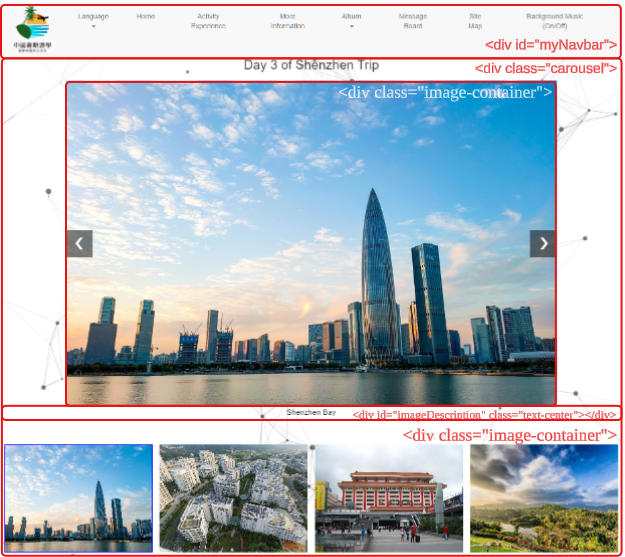 Language
Home
Activity
Experience
More
Information
Album
Message
Board
Site
Map
Background Music
(On/Off)
<div id="myNavbar">
Day 3 of Shenzhen Trip
<div class="carousel">
<div class="image-container">
Shenzhen Bay
<div id="imageDescription" class="text-center"></div>
<div class="image-container">